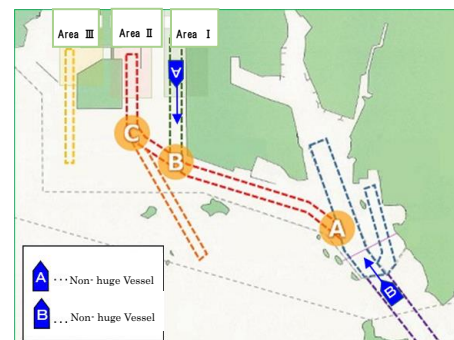 Area Ⅲ
Area Ⅱ
Area Ⅰ
A
C
B
A
B
A ···Non- huge Vessel
B ...Non- huge Vessel